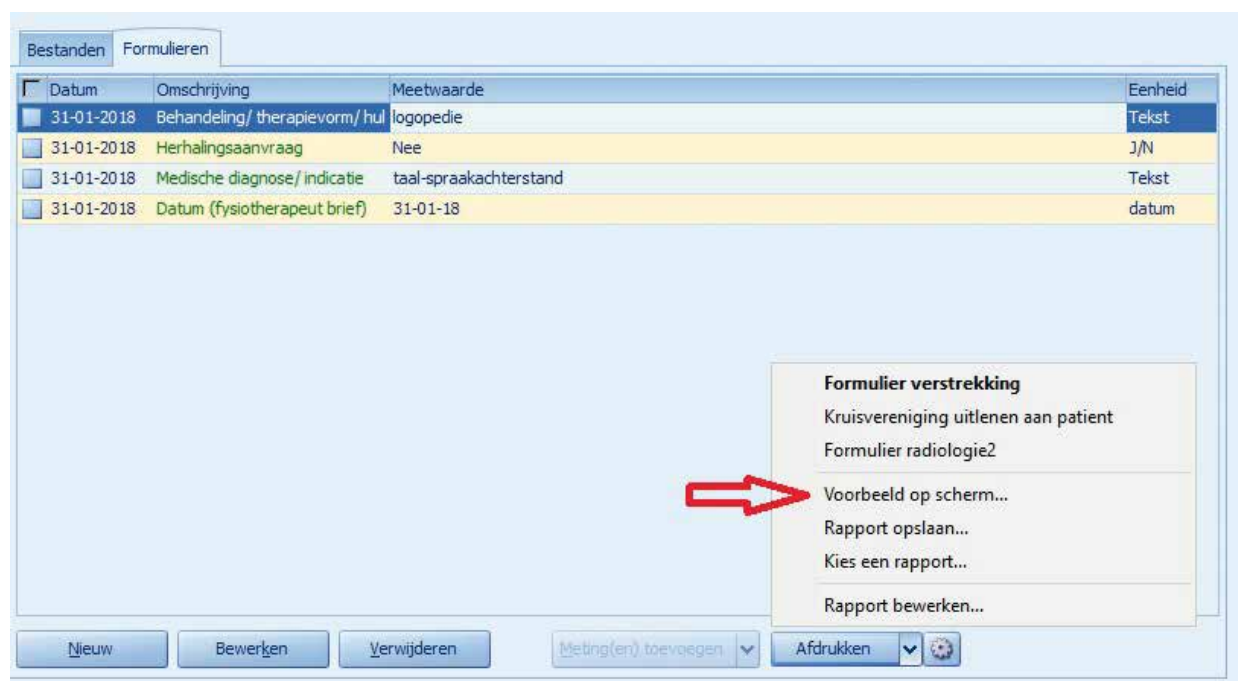 Bestanden Formulieren
Datum Omschrijving Meetwaarde Eenheid
31-01-2018 Behandeling/ therapievorm/ hul logopedie Tekst
31-01-2018 Herhalingsaanvraag Nee J/N
31-01-2018 Medische diagnose/ indicatie taal-spraakachterstand Tekst
31-01-2018 Datum (fysiotherapeut brief) 31-01-18 datum
Formulier verstrekking
Kruisvereniging uitlenen aan patient
Formulier radiologie2
Voorbeeld op scherm...
Rapport opslaan...
Kies een rapport...
Rapport bewerken...
Nieuw Bewerken Verwijderen Meting(en) toevoegen Afdrukken